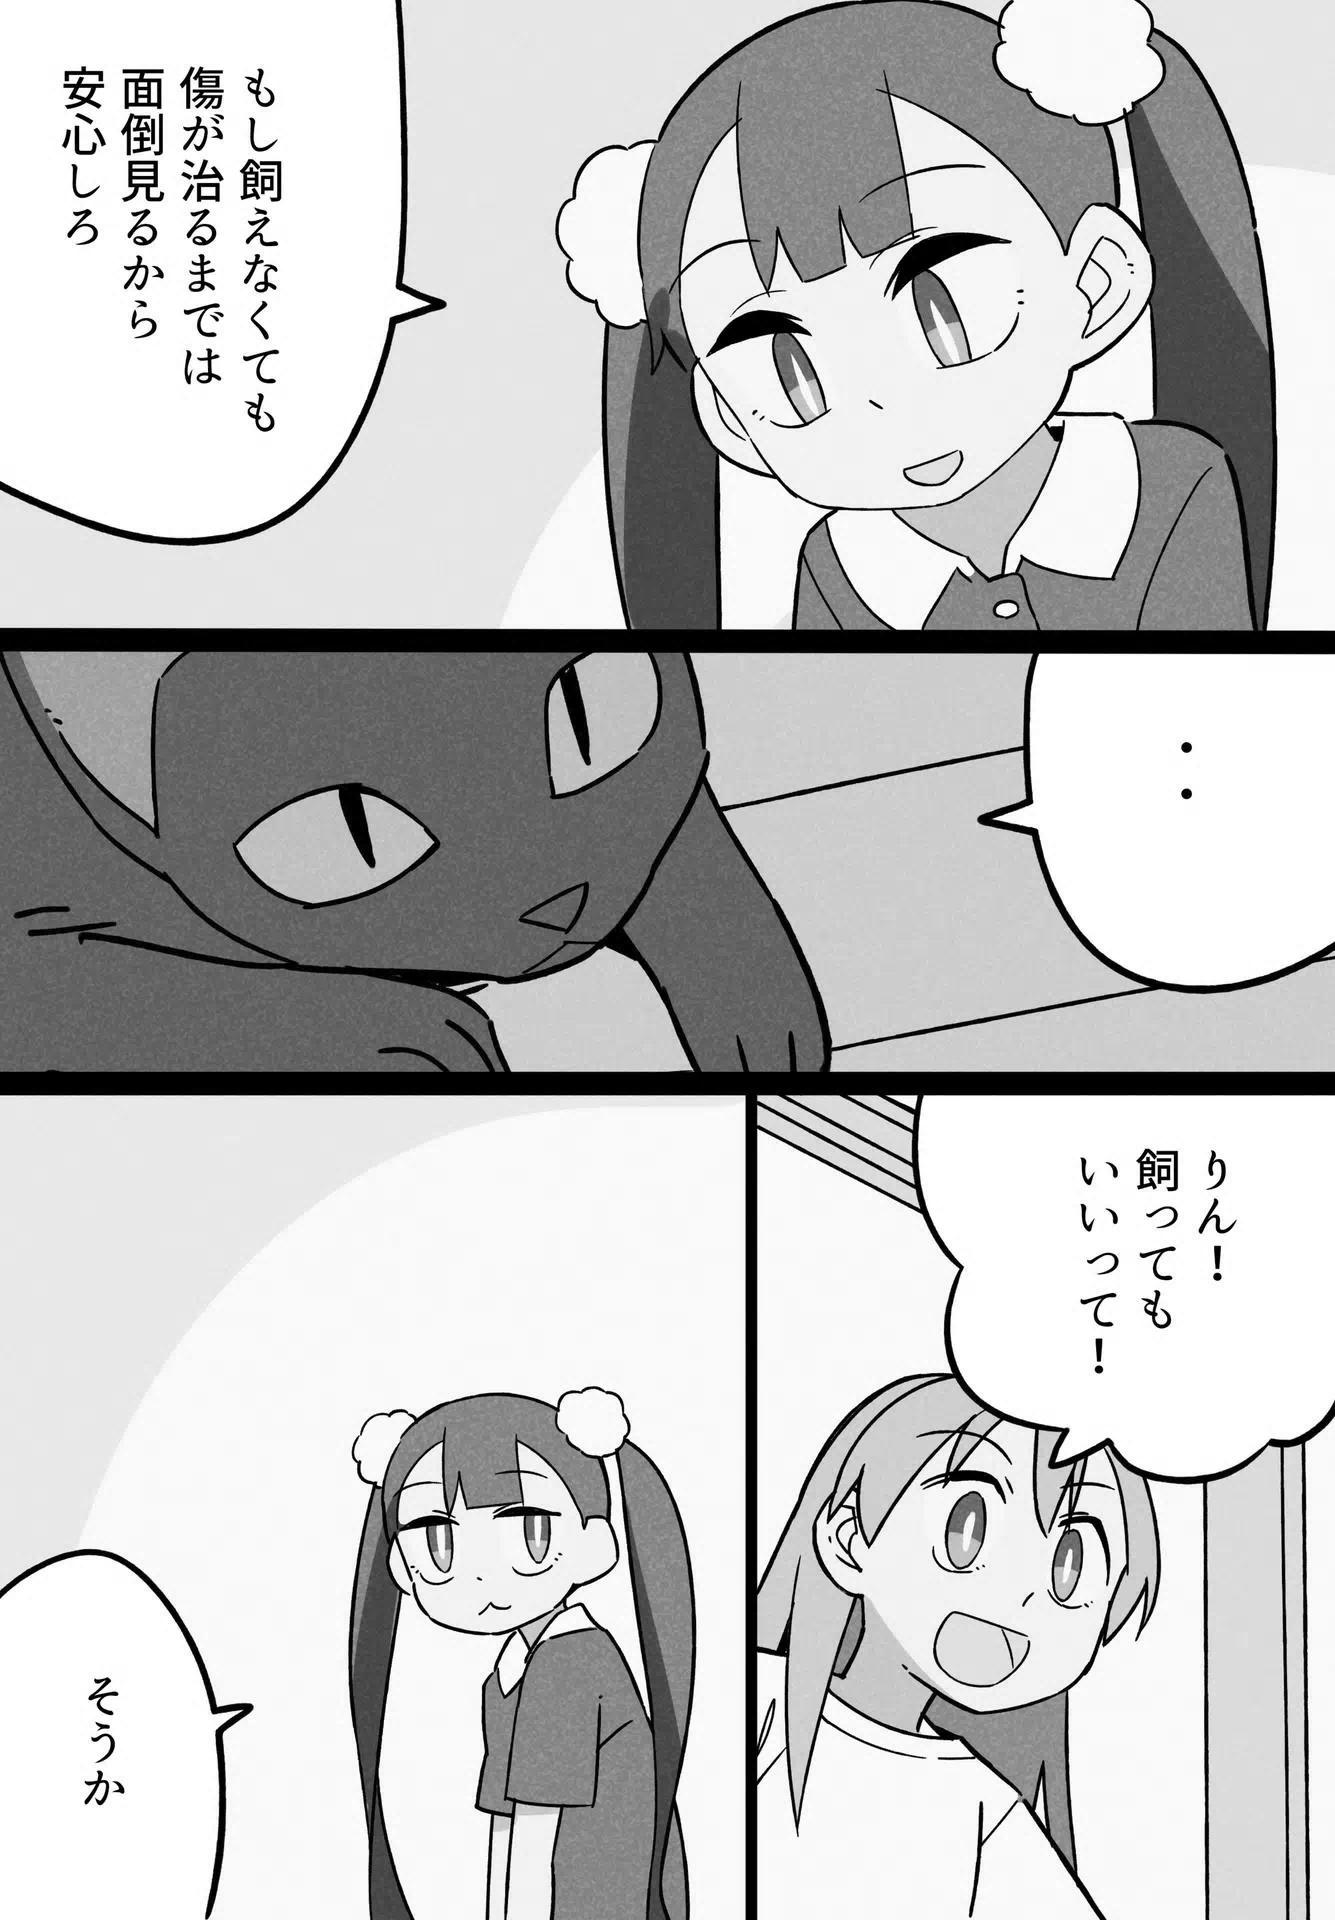 もし飼えなくても
傷が治るまでは
面倒見るから
安心しろ
：
りん！
飼っても
いいって！
そうか